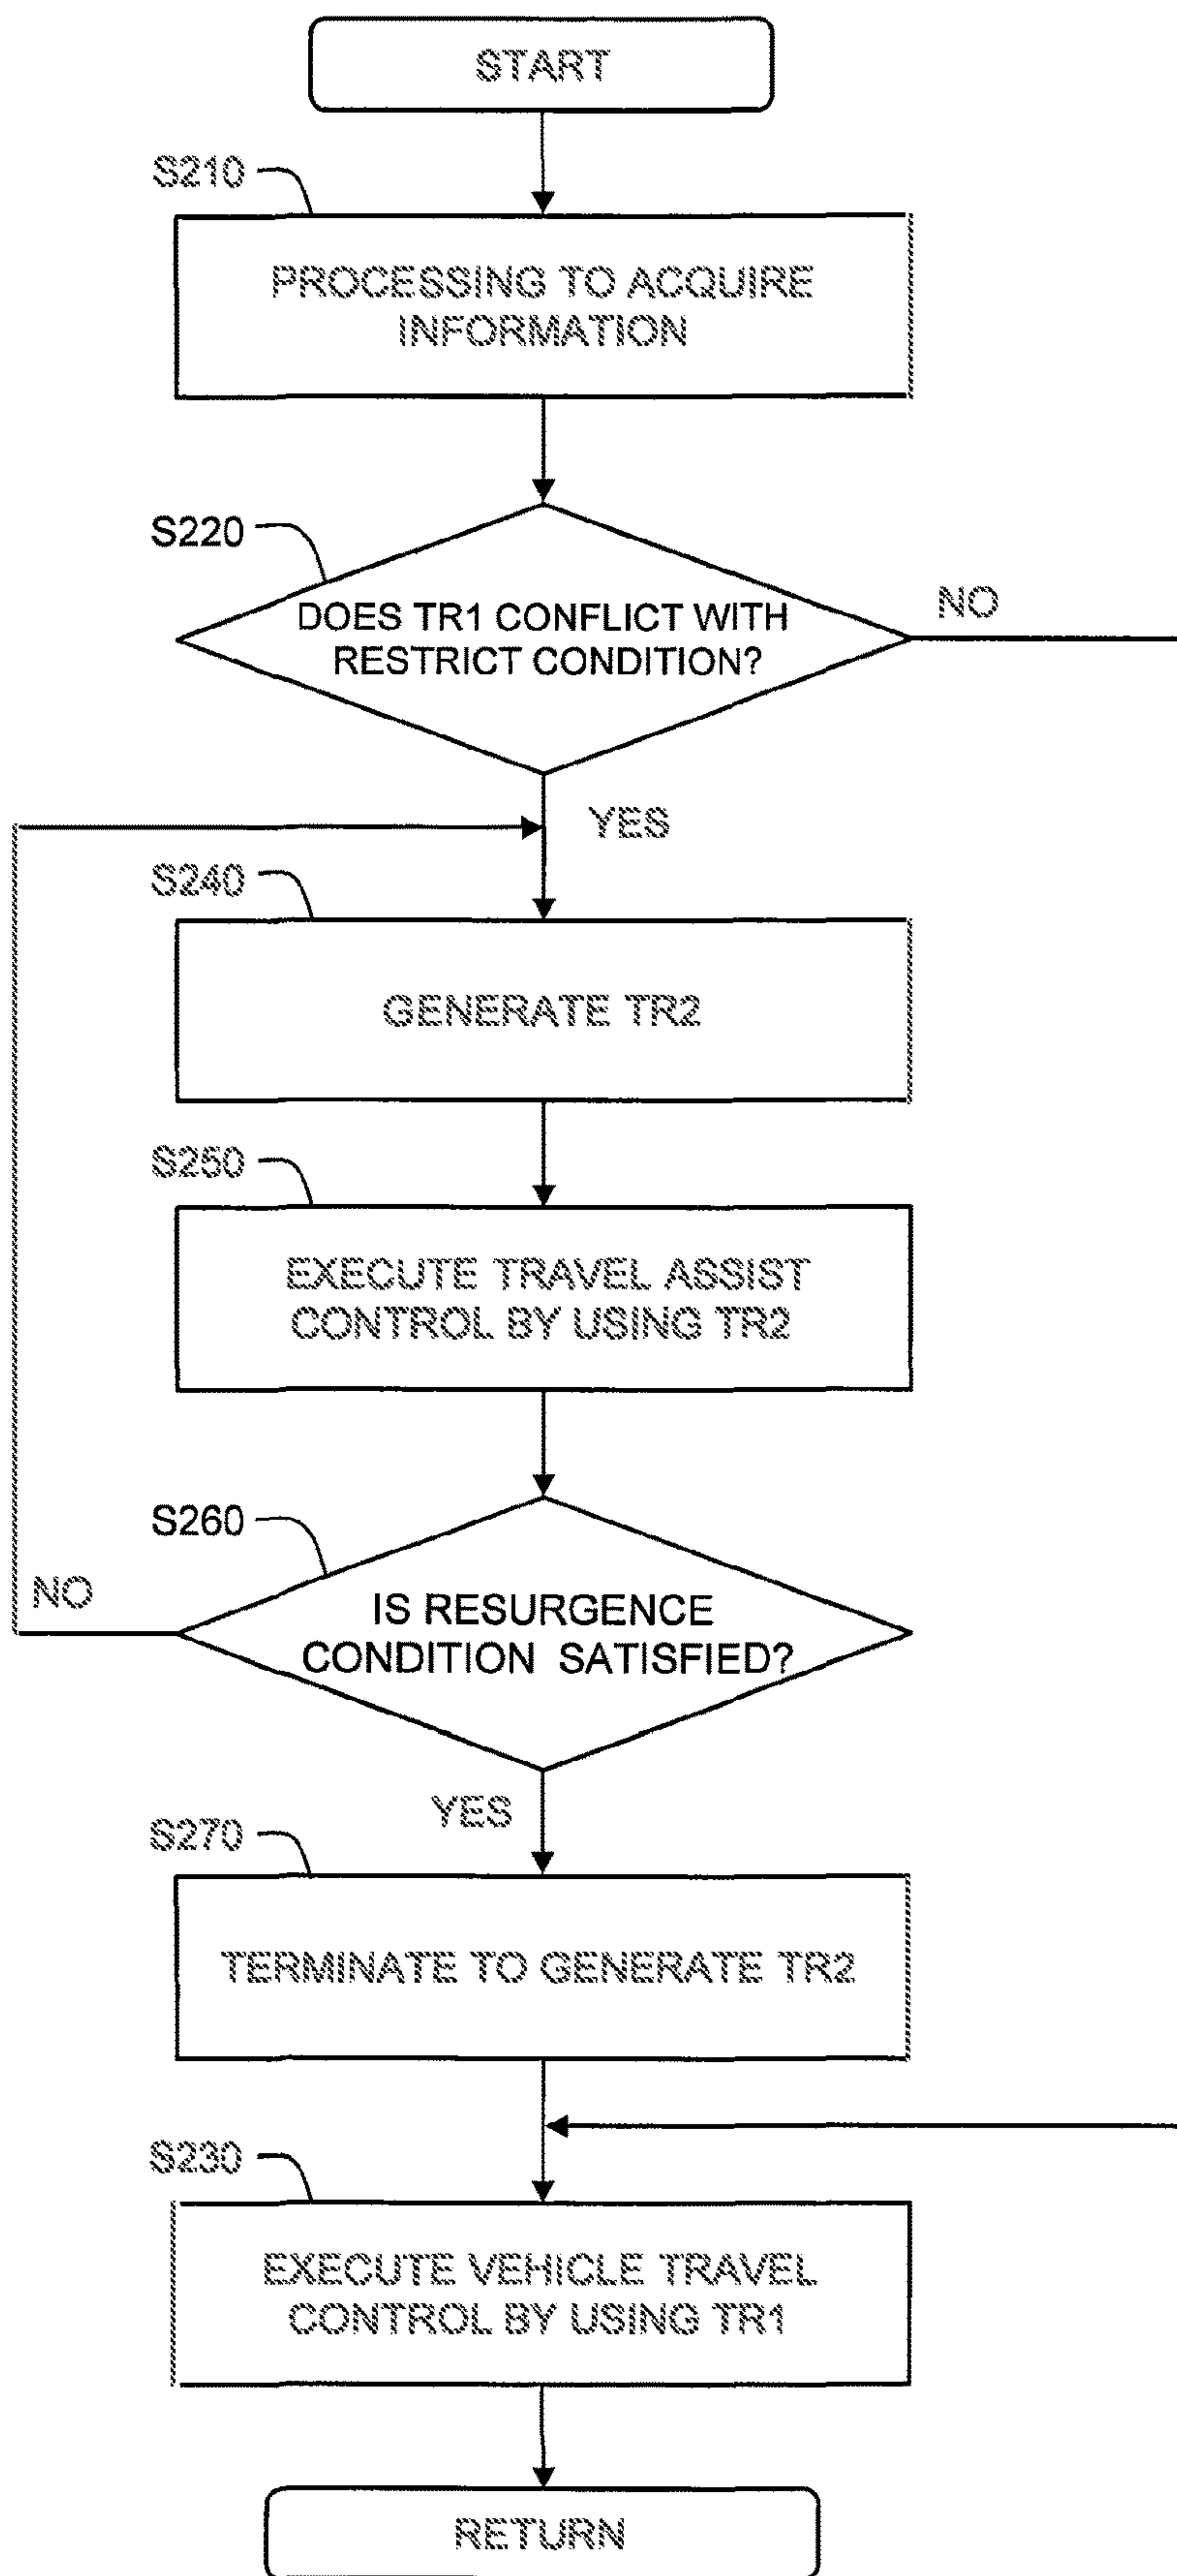 START
S210
PROCESSING TO ACQUIRE
INFORMATION
S220
DOES TR1 CONFLICT WITH
RESTRICT CONDITION?
NO
YES
S240
GENERATE TR2
S250
EXECUTE TRAVEL ASSIST
CONTROL BY USING TR2
S260
NO
IS RESURGENCE
CONDITION SATISFIED?
YES
S270
TERMINATE TO GENERATE TR2
S230
EXECUTE VEHICLE TRAVEL
CONTROL BY USING TR1
RETURN